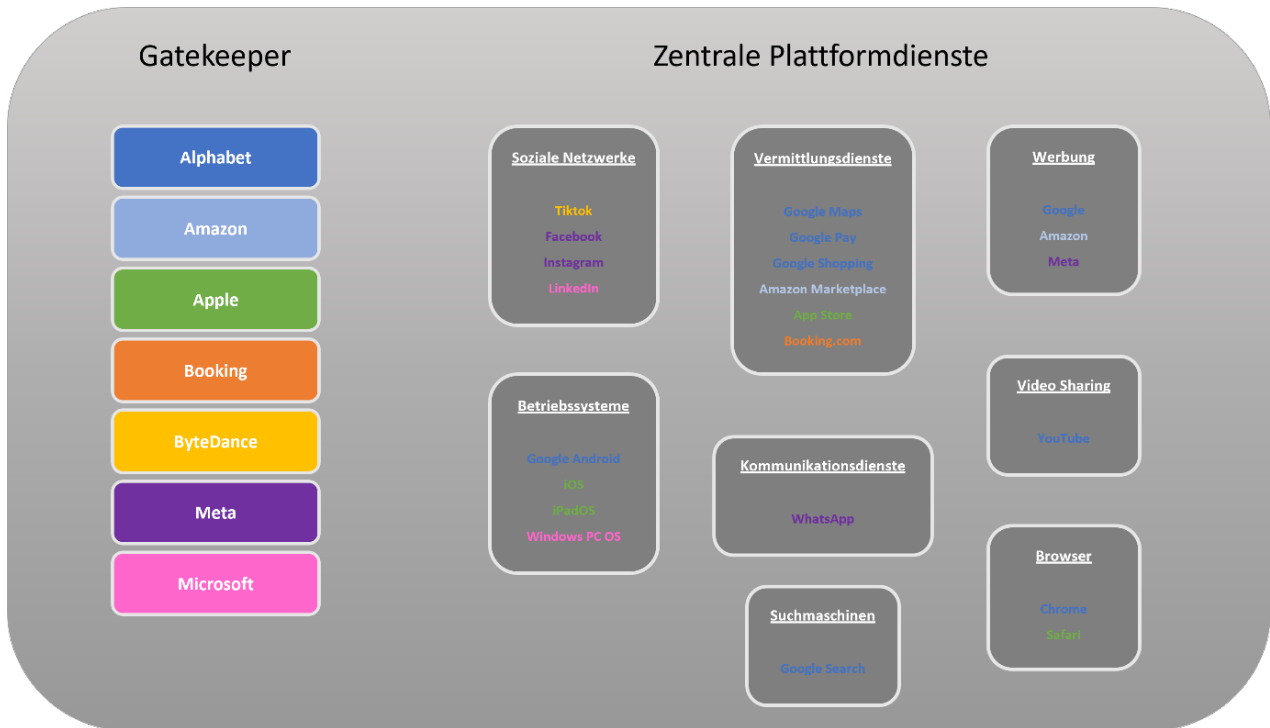 Gatekeeper
Alphabet
Amazon
Apple
Booking
ByteDance
Meta
Microsoft
Zentrale Plattformdienste
Soziale Netzwerke
Tiktok
Facebook
Instagram
LinkedIn
Betriebssysteme
Google Android
iOS
iPadOS
Windows PC OS
Vermittlungsdienste
Google Maps
Google Pay
Google Shopping
Amazon Marketplace
App Store
Booking.com
Kommunikationsdienste
WhatsApp
Suchmaschinen
Google Search
Werbung
Google
Amazon
Meta
Video Sharing
YouTube
Browser
Chrome
Safari